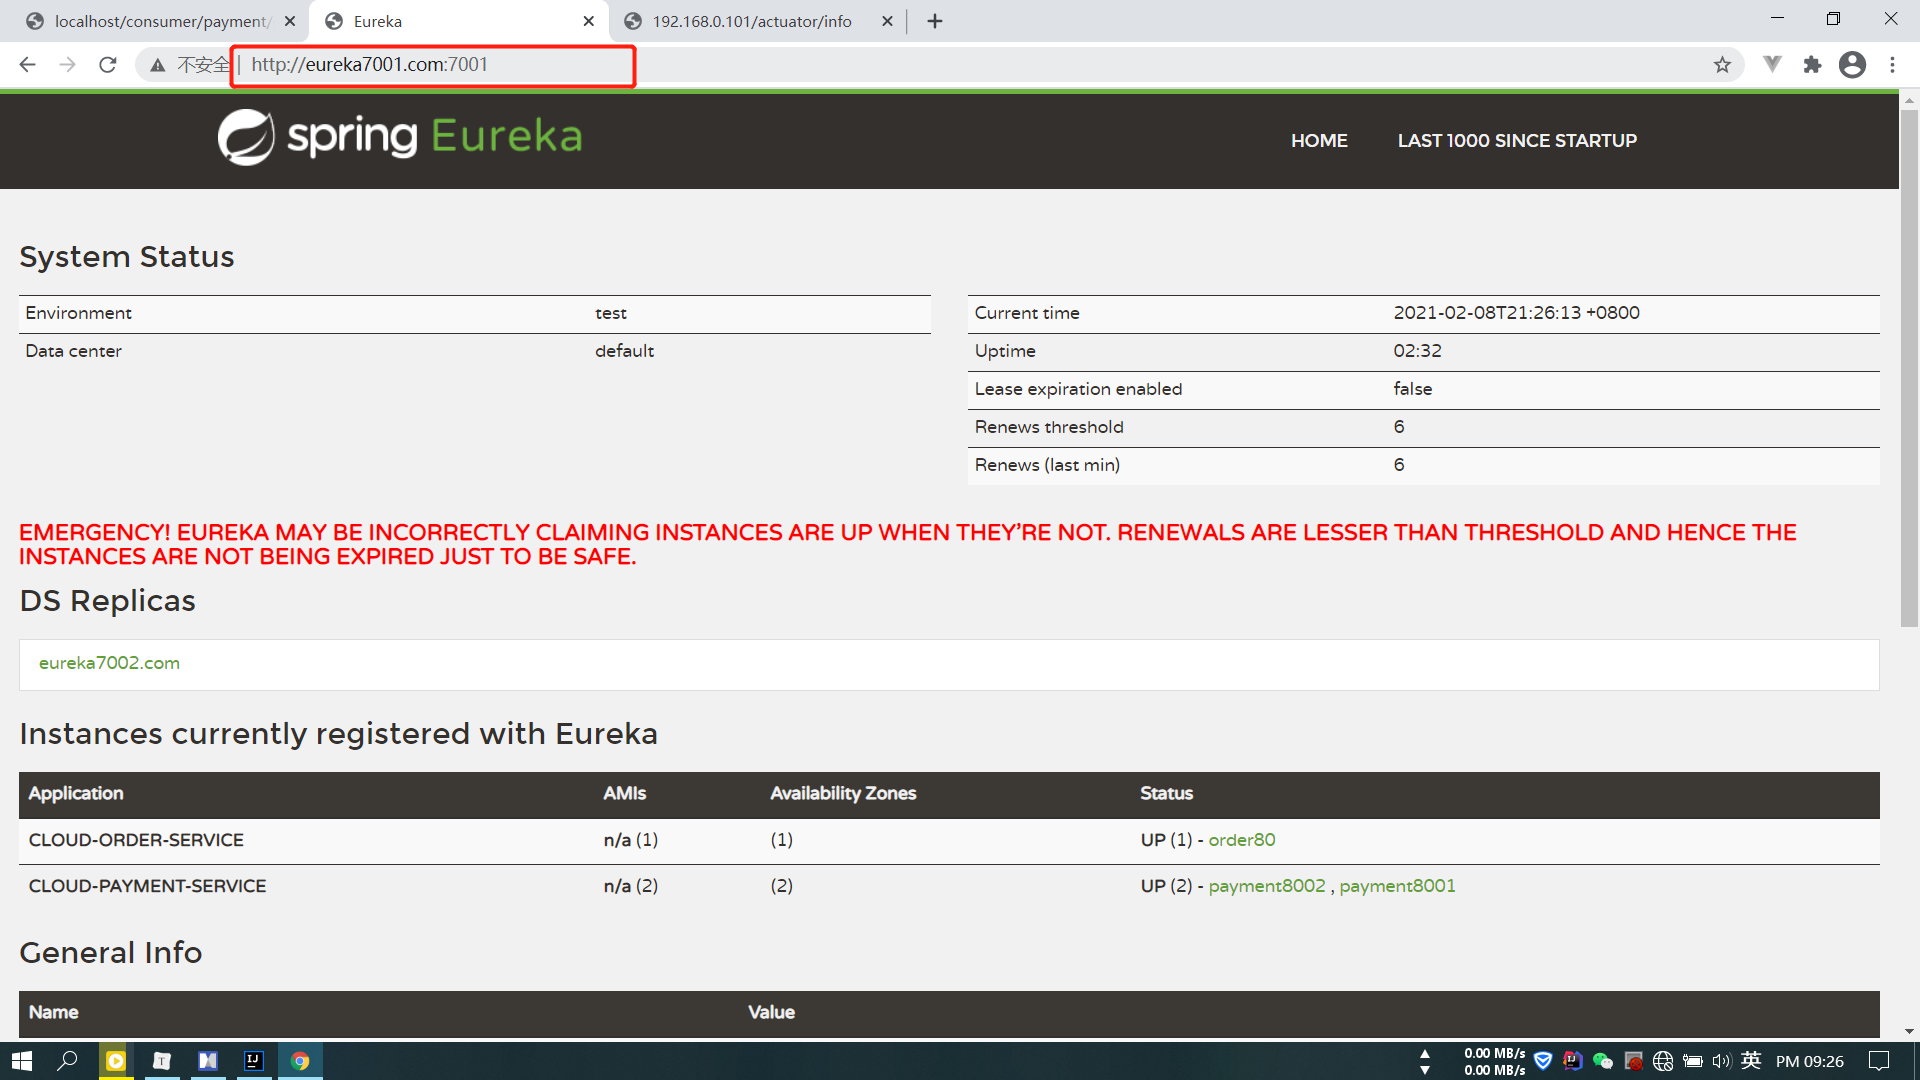 localhost/consumer/payment/
Eureka
192.168.0.101/actuator/info
不安全 | http://eureka7001.com:7001
spring Eureka
HOME
LAST 1000 SINCE STARTUP
System Status
Environment test
Data center default
Current time 2021-02-08T21:26:13 +0800
Uptime 02:32
Lease expiration enabled false
Renews threshold 6
Renews (last min) 6
EMERGENCY! EUREKA MAY BE INCORRECTLY CLAIMING INSTANCES ARE UP WHEN THEY'RE NOT. RENEWALS ARE LESSER THAN THRESHOLD AND HENCE THE
INSTANCES ARE NOT BEING EXPIRED JUST TO BE SAFE.
DS Replicas
eureka7002.com
Instances currently registered with Eureka
Application AMIs Availability Zones Status
CLOUD-ORDER-SERVICE n/a (1) (1) UP (1) - order80
CLOUD-PAYMENT-SERVICE n/a (2) (2) UP (2) - payment8002 , payment8001
General Info
Name Value
T
IJ
0.00 MB/s
0.00 MB/s
IJ
英
PM 09:26